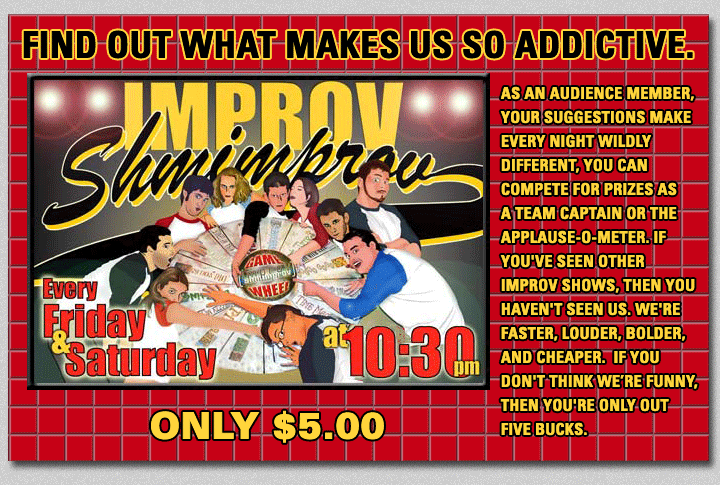 FIND OUT WHAT MAKES US SO ADDICTIVE.
IMPROV
Shmimprov
GAME
WHEEL
Every
Friday
& Saturday
at 10:30 pm
ONLY $5.00
AS AN AUDIENCE MEMBER,
YOUR SUGGESTIONS MAKE
EVERY NIGHT WILDLY
DIFFERENT, YOU CAN
COMPETE FOR PRIZES AS
A TEAM CAPTAIN OR THE
APPLAUSE-O-METER. IF
YOU'VE SEEN OTHER
IMPROV SHOWS, THEN YOU
HAVEN'T SEEN US. WE'RE
FASTER, LOUDER, BOLDER,
AND CHEAPER. IF YOU
DON'T THINK WE'RE FUNNY,
THEN YOU'RE ONLY OUT
FIVE BUCKS.